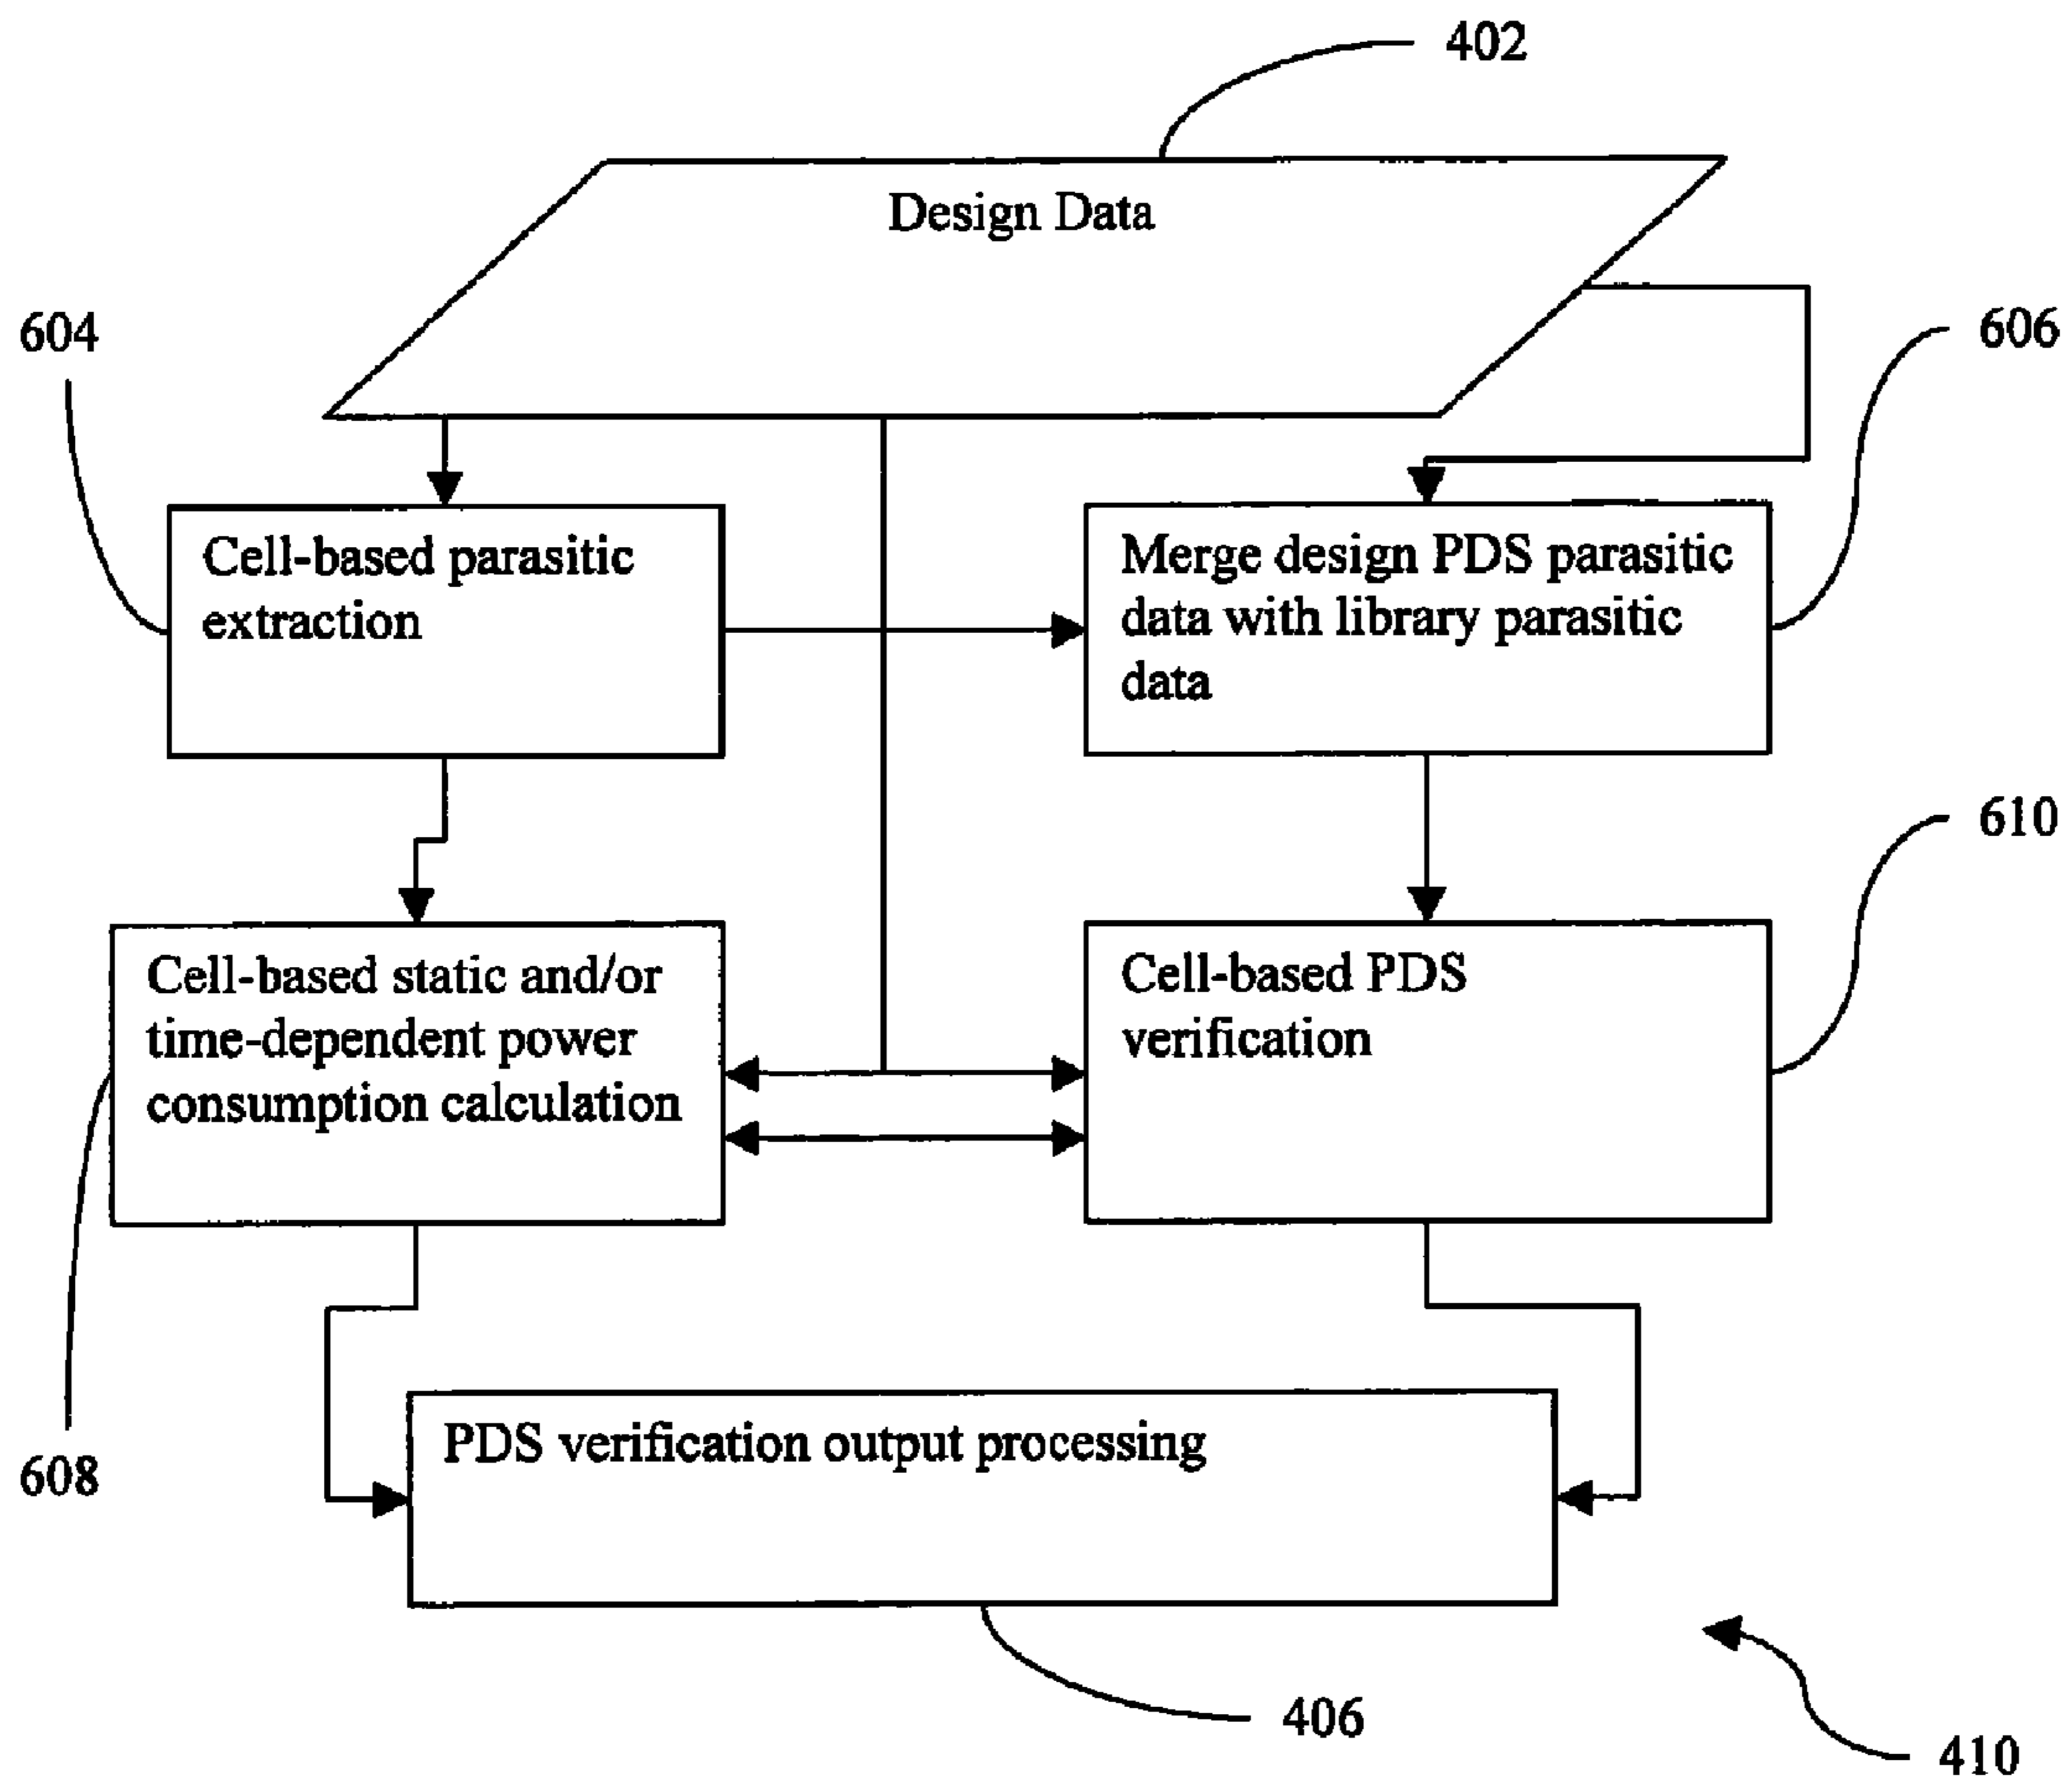 402
Design Data
604
606
Cell-based parasitic
extraction
Merge design PDS parasitic
data with library parasitic
data
610
Cell-based static and/or
time-dependent power
consumption calculation
Cell-based PDS
verification
608
PDS verification output processing
406
410